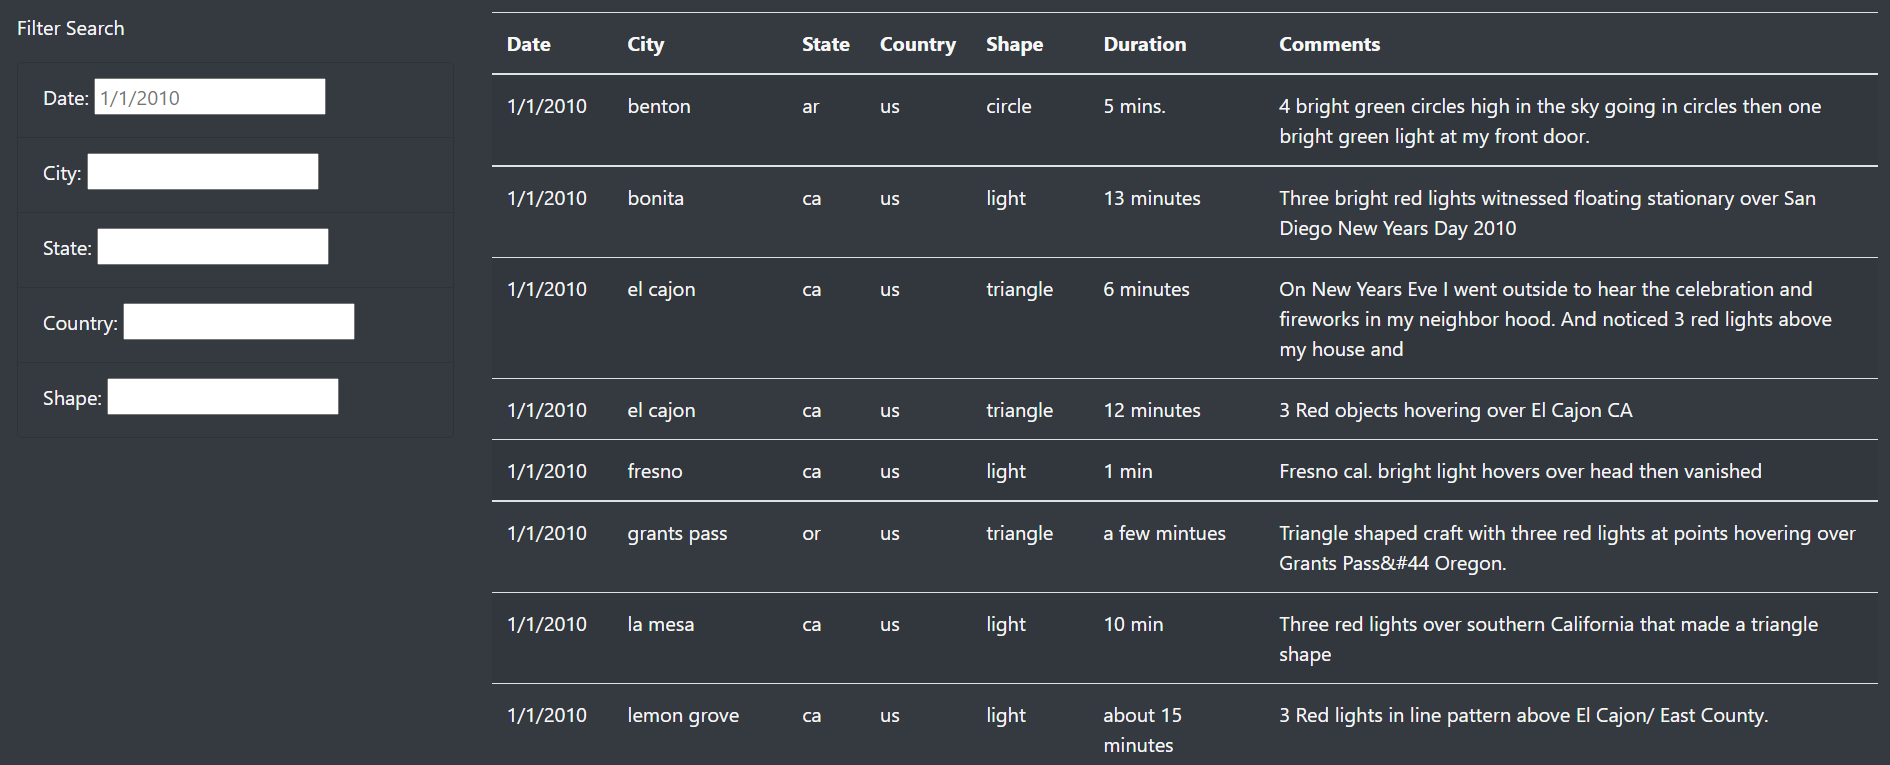 Filter Search
Date: 1/1/2010
City:
State:
Country:
Shape:
Date City State Country Shape Duration Comments
1/1/2010 benton ar us circle 5 mins. 4 bright green circles high in the sky going in circles then one
bright green light at my front door.
1/1/2010 bonita ca us light 13 minutes Three bright red lights witnessed floating stationary over San
Diego New Years Day 2010
1/1/2010 el cajon ca us triangle 6 minutes On New Years Eve I went outside to hear the celebration and
fireworks in my neighbor hood. And noticed 3 red lights above
my house and
1/1/2010 el cajon ca us triangle 12 minutes 3 Red objects hovering over El Cajon CA
1/1/2010 fresno ca us light 1 min Fresno cal. bright light hovers over head then vanished
1/1/2010 grants pass or us triangle a few mintues Triangle shaped craft with three red lights at points hovering over
Grants Pass&#44 Oregon.
1/1/2010 la mesa ca us light 10 min Three red lights over southern California that made a triangle
shape
1/1/2010 lemon grove ca us light about 15 3 Red lights in line pattern above El Cajon/ East County.
minutes